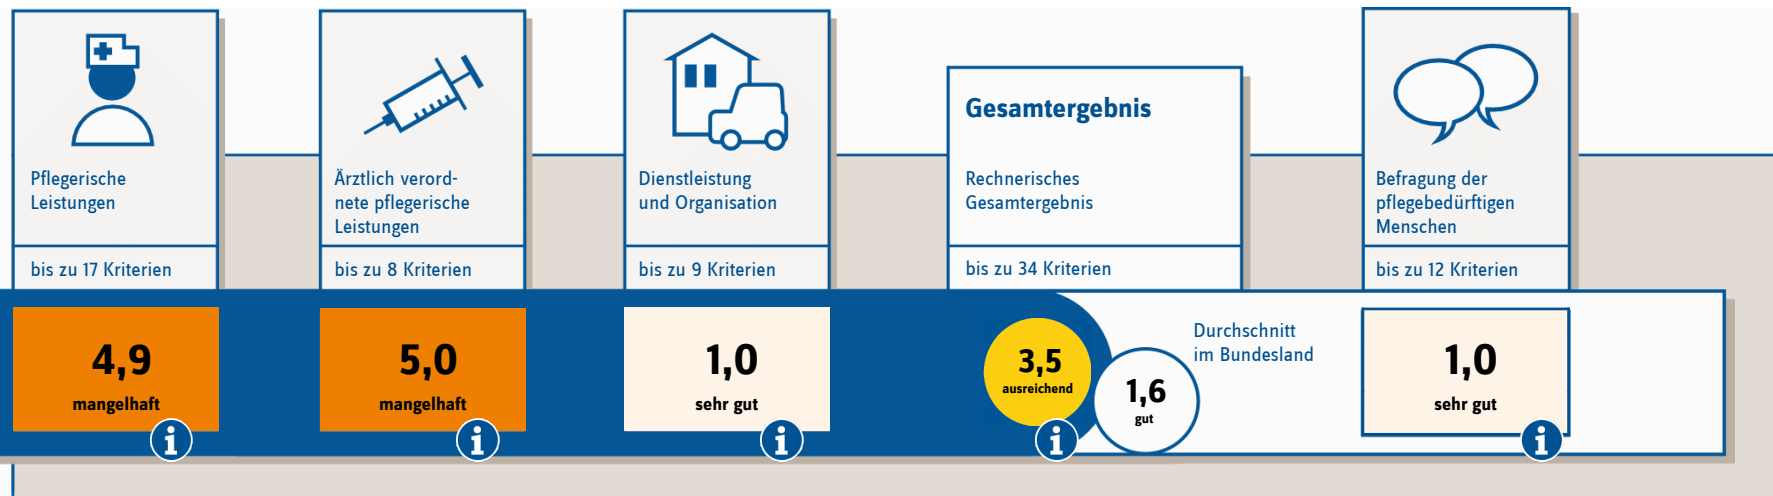 Pflegerische
Leistungen
bis zu 17 Kriterien
4,9
mangelhaft
i
Ärztlich verord-
nete pflegerische
Leistungen
bis zu 8 Kriterien
5,0
mangelhaft
i
Dienstleistung
und Organisation
bis zu 9 Kriterien
1,0
sehr gut
i
Gesamtergebnis
Rechnerisches
Gesamtergebnis
bis zu 34 Kriterien
3,5
ausreichend
i
1,6
gut
Durchschnitt
im Bundesland
Befragung der
pflegebedürftigen
Menschen
bis zu 12 Kriterien
1,0
sehr gut
i